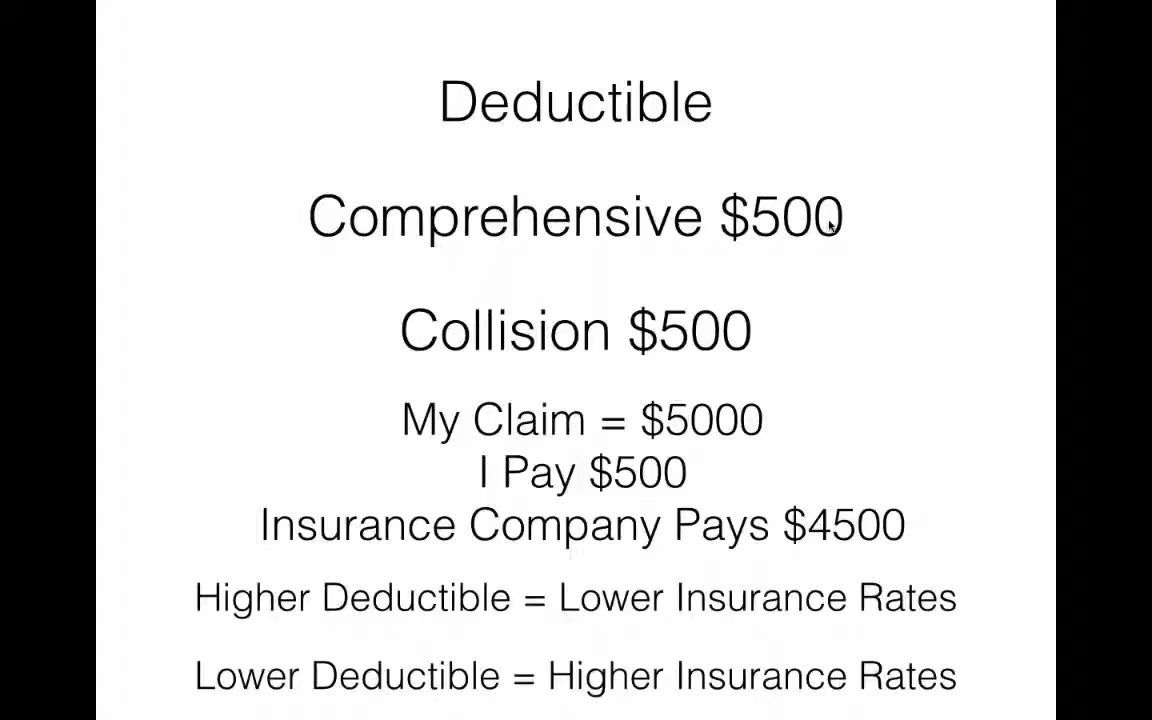 Deductible
Comprehensive $500
Collision $500
My Claim = $5000
I Pay $500
Insurance Company Pays $4500
Higher Deductible = Lower Insurance Rates
Lower Deductible = Higher Insurance Rates